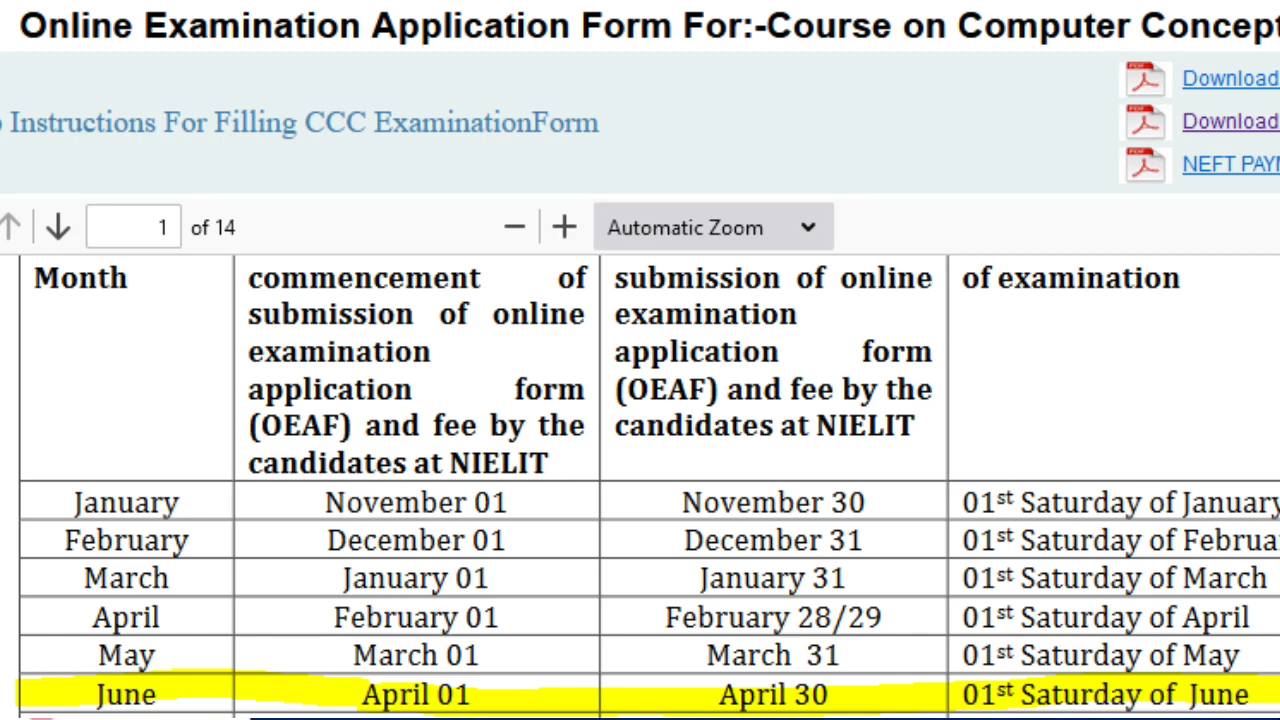 Online Examination Application Form For:-Course on Computer Concept
Instructions For Filling CCC ExaminationForm
Download
Download
NEFT PAYM
1 of 14
Automatic Zoom
Month
commencement of
submission of online
examination
application form
(OEAF) and fee by the
candidates at NIELIT
submission of online
examination
application form
(OEAF) and fee by the
candidates at NIELIT
of examination
January November 01 November 30 01st Saturday of January
February December 01 December 31 01st Saturday of Februa
March January 01 January 31 01st Saturday of March
April February 01 February 28/29 01st Saturday of April
May March 01 March 31 01st Saturday of May
June April 01 April 30 01st Saturday of June